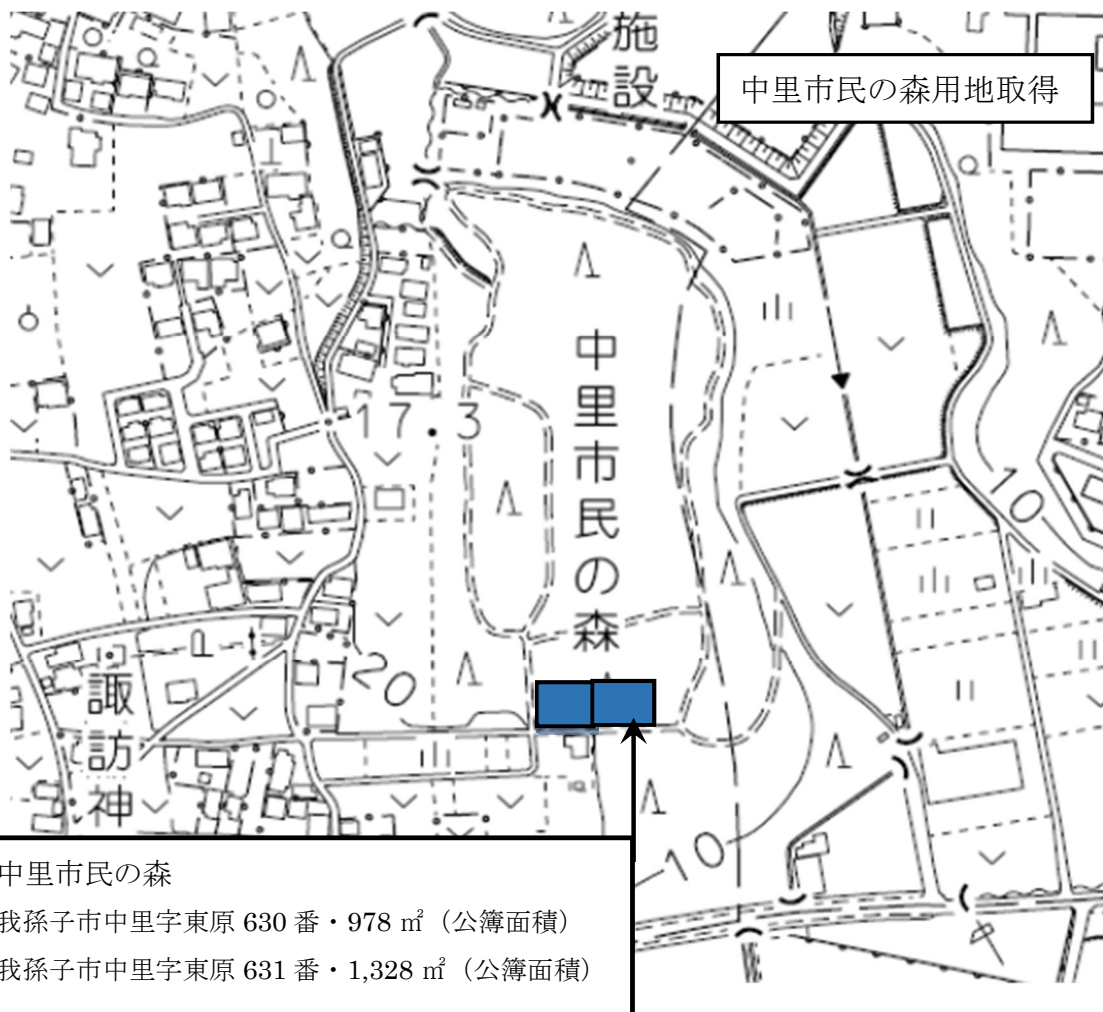 施設
中里市民の森用地取得
中里市民の森
17.3
10
20
諏訪神
10
中里市民の森
我孫子市中里字東原 630 番・978 ㎡（公簿面積）
我孫子市中里字東原 631 番・1,328 ㎡（公簿面積）